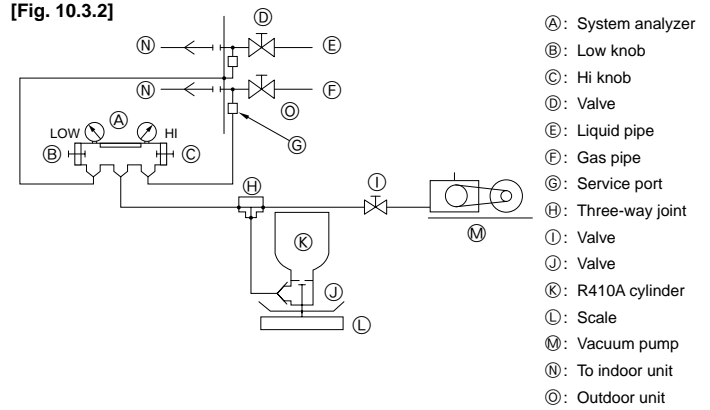 [Fig. 10.3.2]
Ⓓ
Ⓝ Ⓔ
Ⓝ Ⓕ
Ⓞ
Ⓐ
LOW HI
Ⓖ
Ⓑ Ⓒ
Ⓗ Ⓘ
Ⓚ
Ⓜ
Ⓙ
Ⓛ
Ⓐ: System analyzer
Ⓑ: Low knob
Ⓒ: Hi knob
Ⓓ: Valve
Ⓔ: Liquid pipe
Ⓕ: Gas pipe
Ⓖ: Service port
Ⓗ: Three-way joint
Ⓘ: Valve
Ⓙ: Valve
Ⓚ: R410A cylinder
Ⓛ: Scale
Ⓜ: Vacuum pump
Ⓝ: To indoor unit
Ⓞ: Outdoor unit